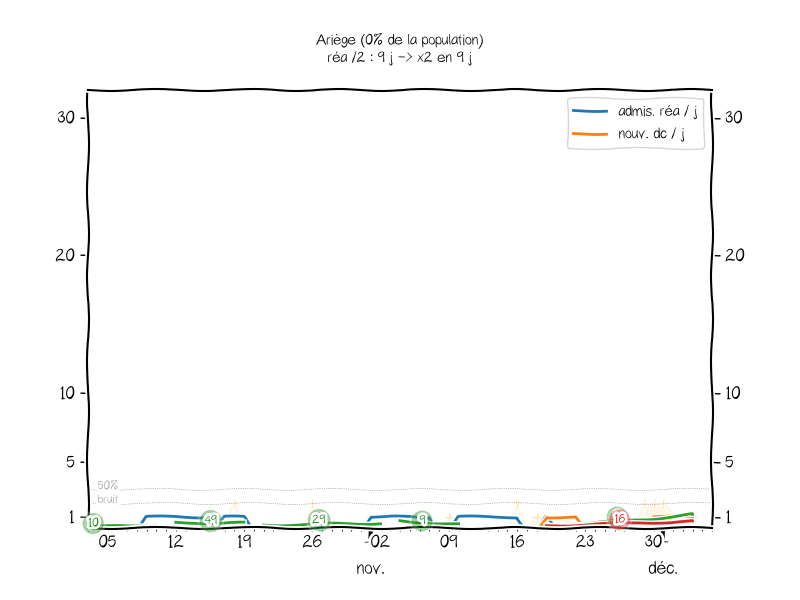 Ariège (0% de la population)
réa /2 : 9 j -> x2 en 9 j
admis. réa / j
nouv. dc / j
30 30
20 20
10 10
5 5
50%
bruit
1 1
10 49 29 9 16
05 12 19 26 02 09 16 23 30
nov. déc.